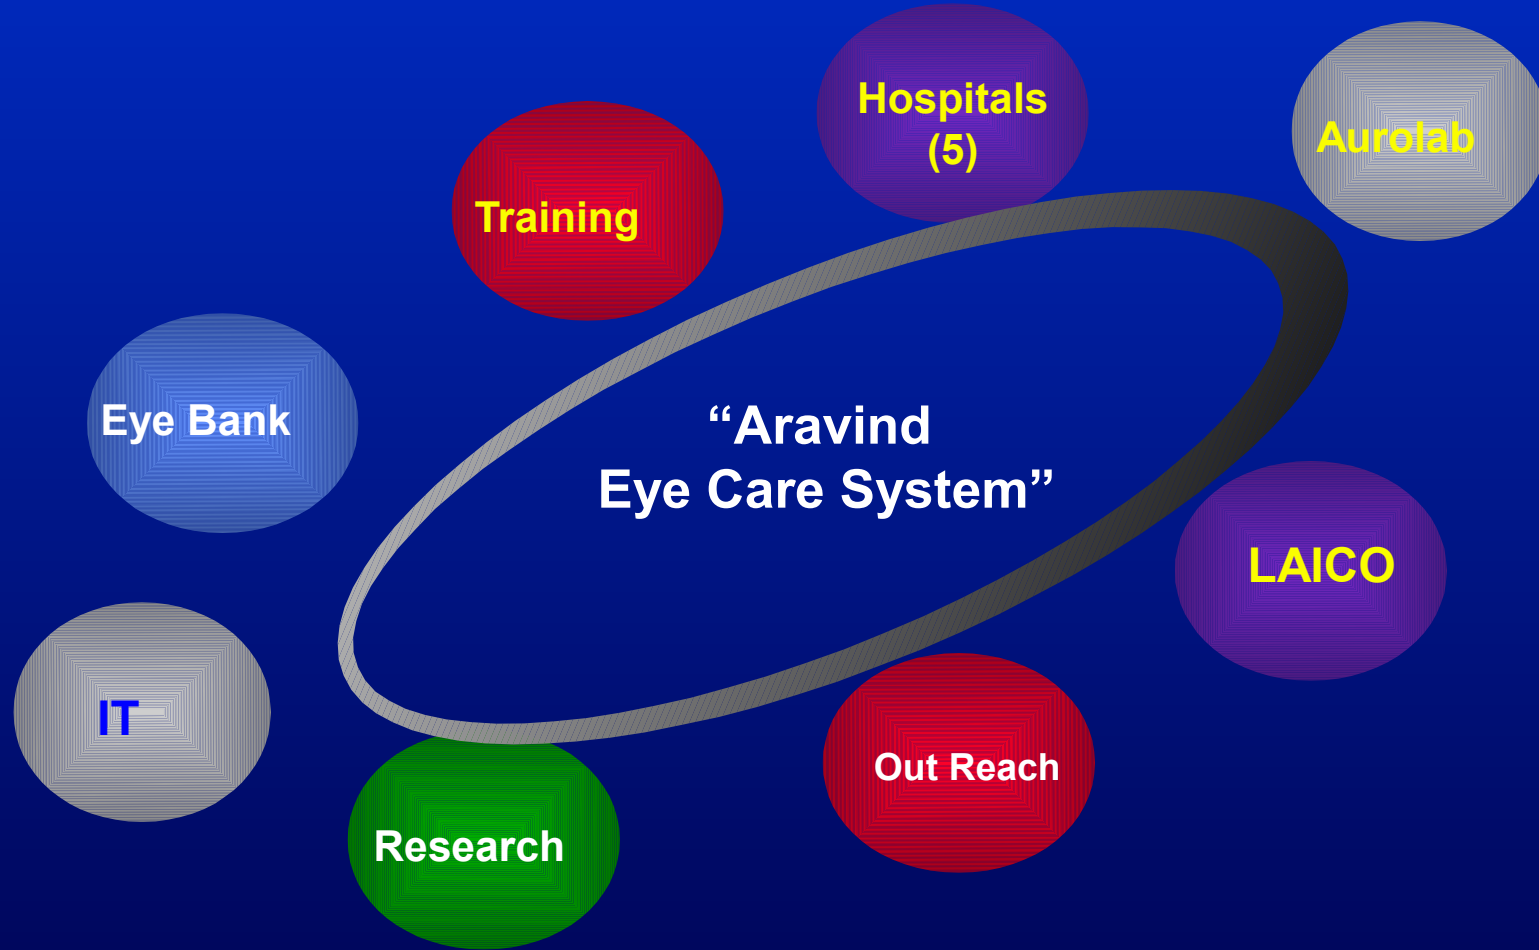 Hospitals
(5)
Aurolab
Training
Eye Bank
“Aravind
Eye Care System”
LAICO
IT
Out Reach
Research